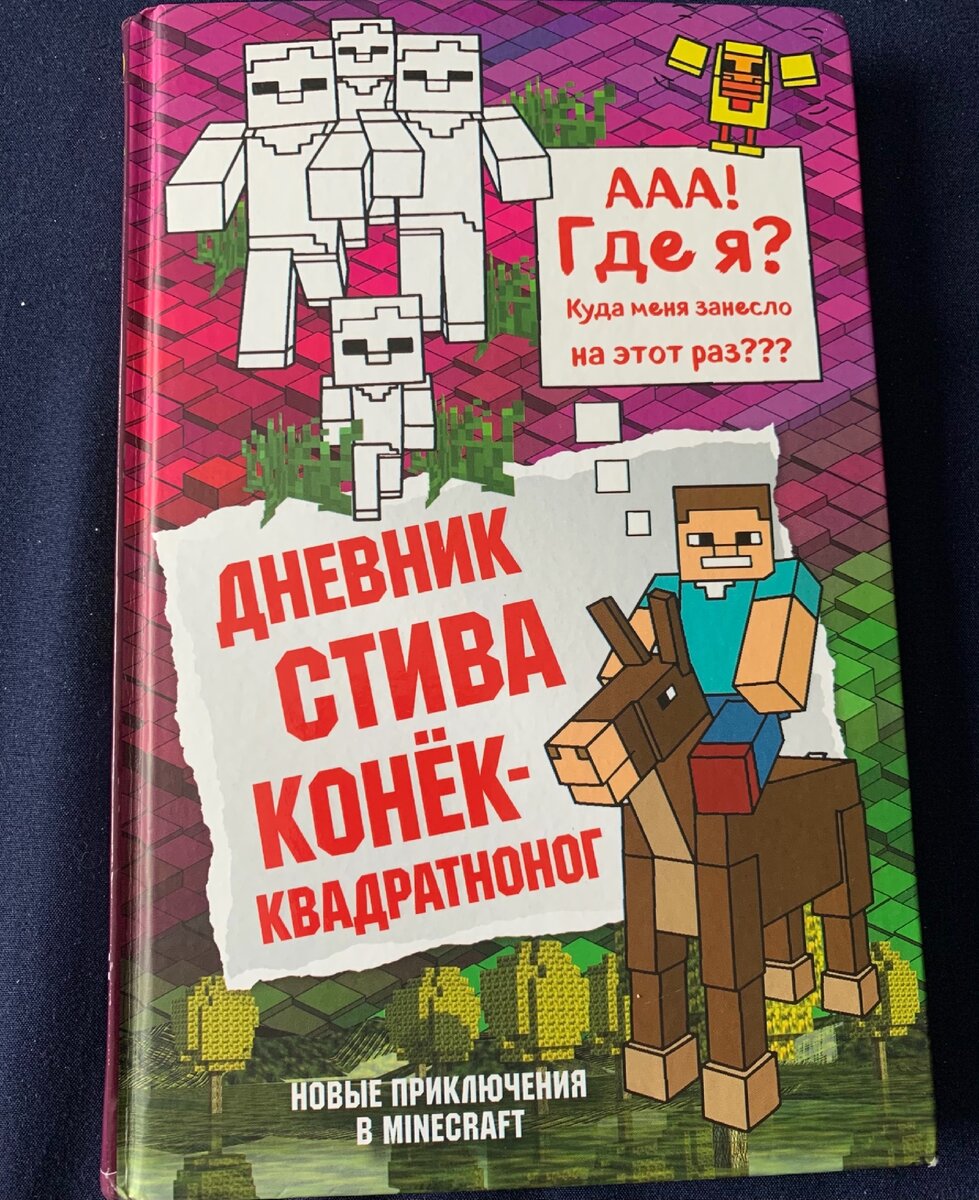 ААА!
Где я?
Куда меня занесло
на этот раз???
ДНЕВНИК
СТИВА
КОНЁК-
КВАДРАТНОНОГ
НОВЫЕ ПРИКЛЮЧЕНИЯ
В MINECRAFT